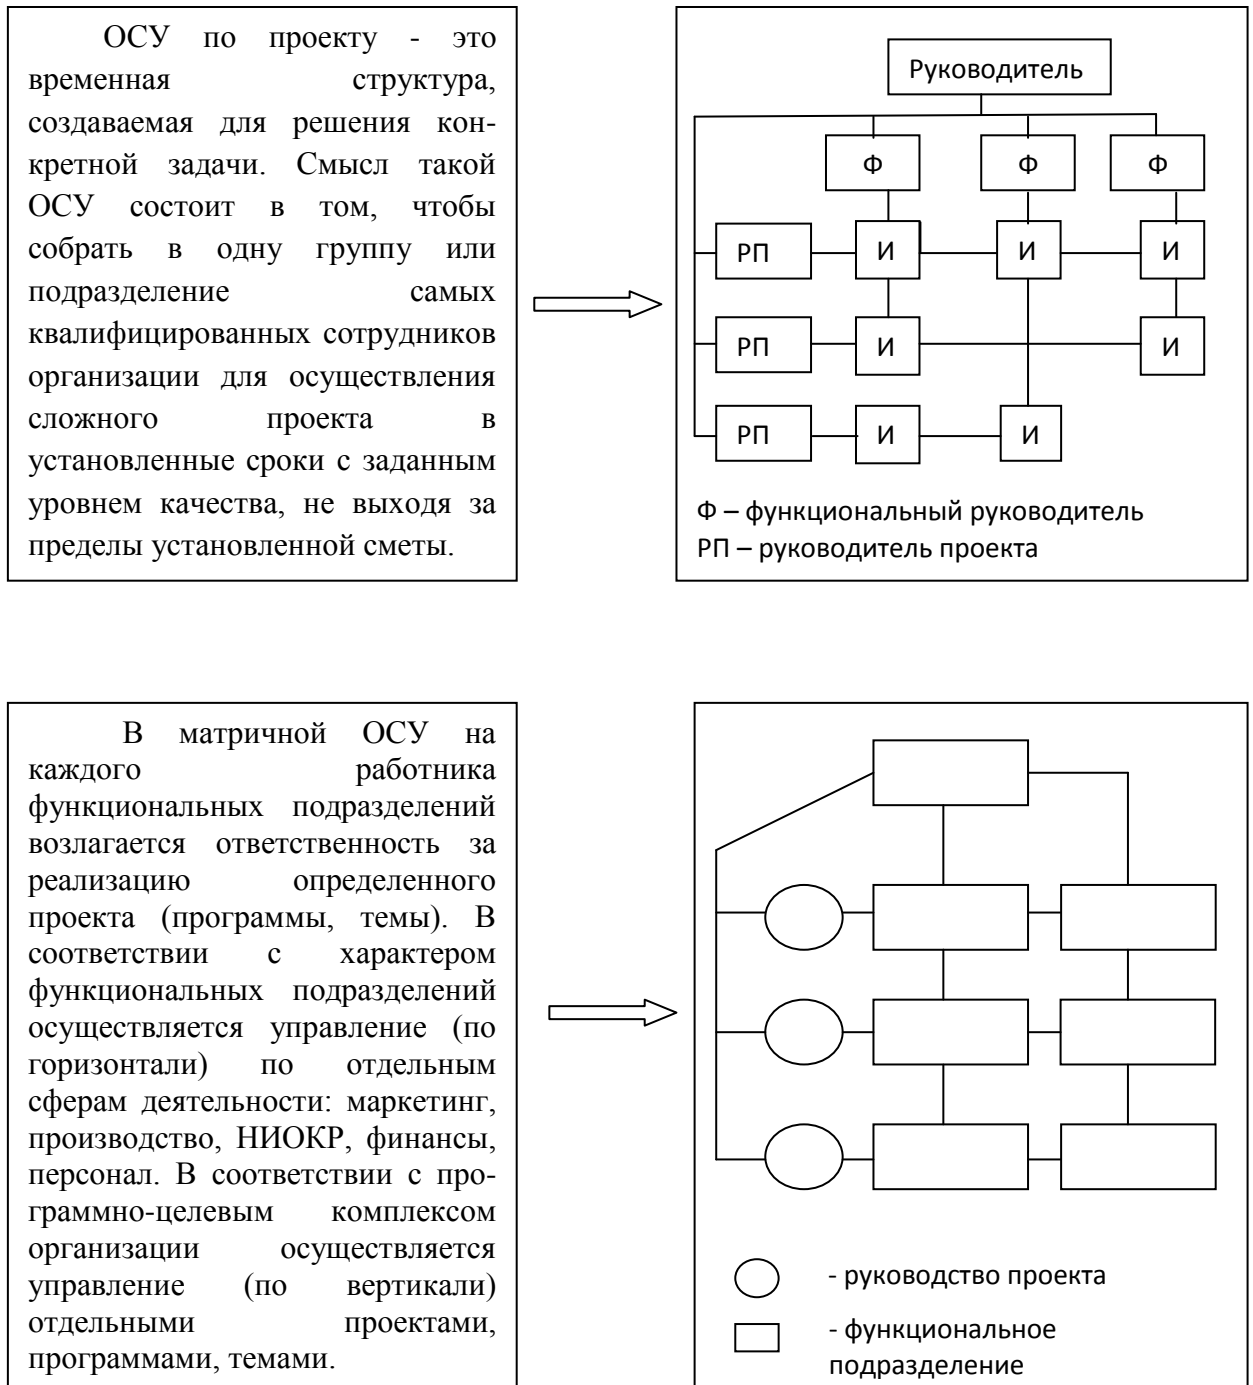 ОСУ по проекту - это
временная структура,
создаваемая для решения кон-
кретной задачи. Смысл такой
ОСУ состоит в том, чтобы
собрать в одну группу или
подразделение самых
квалифицированных сотрудников
организации для осуществления
сложного проекта в
установленные сроки с заданным
уровнем качества, не выходя за
пределы установленной сметы.
Руководитель
Ф Ф Ф
РП И И И
РП И И
РП И И
Ф – функциональный руководитель
РП – руководитель проекта
В матричной ОСУ на
каждого работника
функциональных подразделений
возлагается ответственность за
реализацию определенного
проекта (программы, темы). В
соответствии с характером
функциональных подразделений
осуществляется управление (по
горизонтали) по отдельным
сферам деятельности: маркетинг,
производство, НИОКР, финансы,
персонал. В соответствии с про-
граммно-целевым комплексом
организации осуществляется
управление (по вертикали)
отдельными проектами,
программами, темами.
- руководство проекта
- функциональное
подразделение